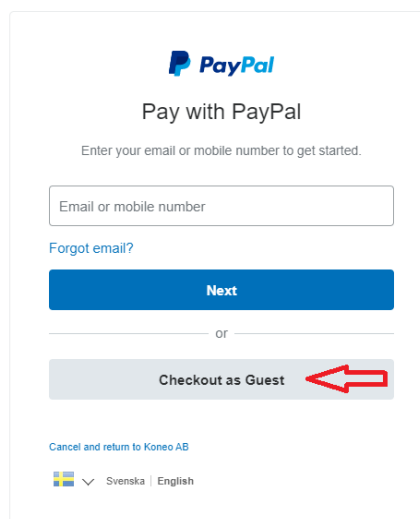 PayPal
Pay with PayPal
Enter your email or mobile number to get started.
Email or mobile number
Forgot email?
Next
or
Checkout as Guest
Cancel and return to Koneo AB
Svenska | English